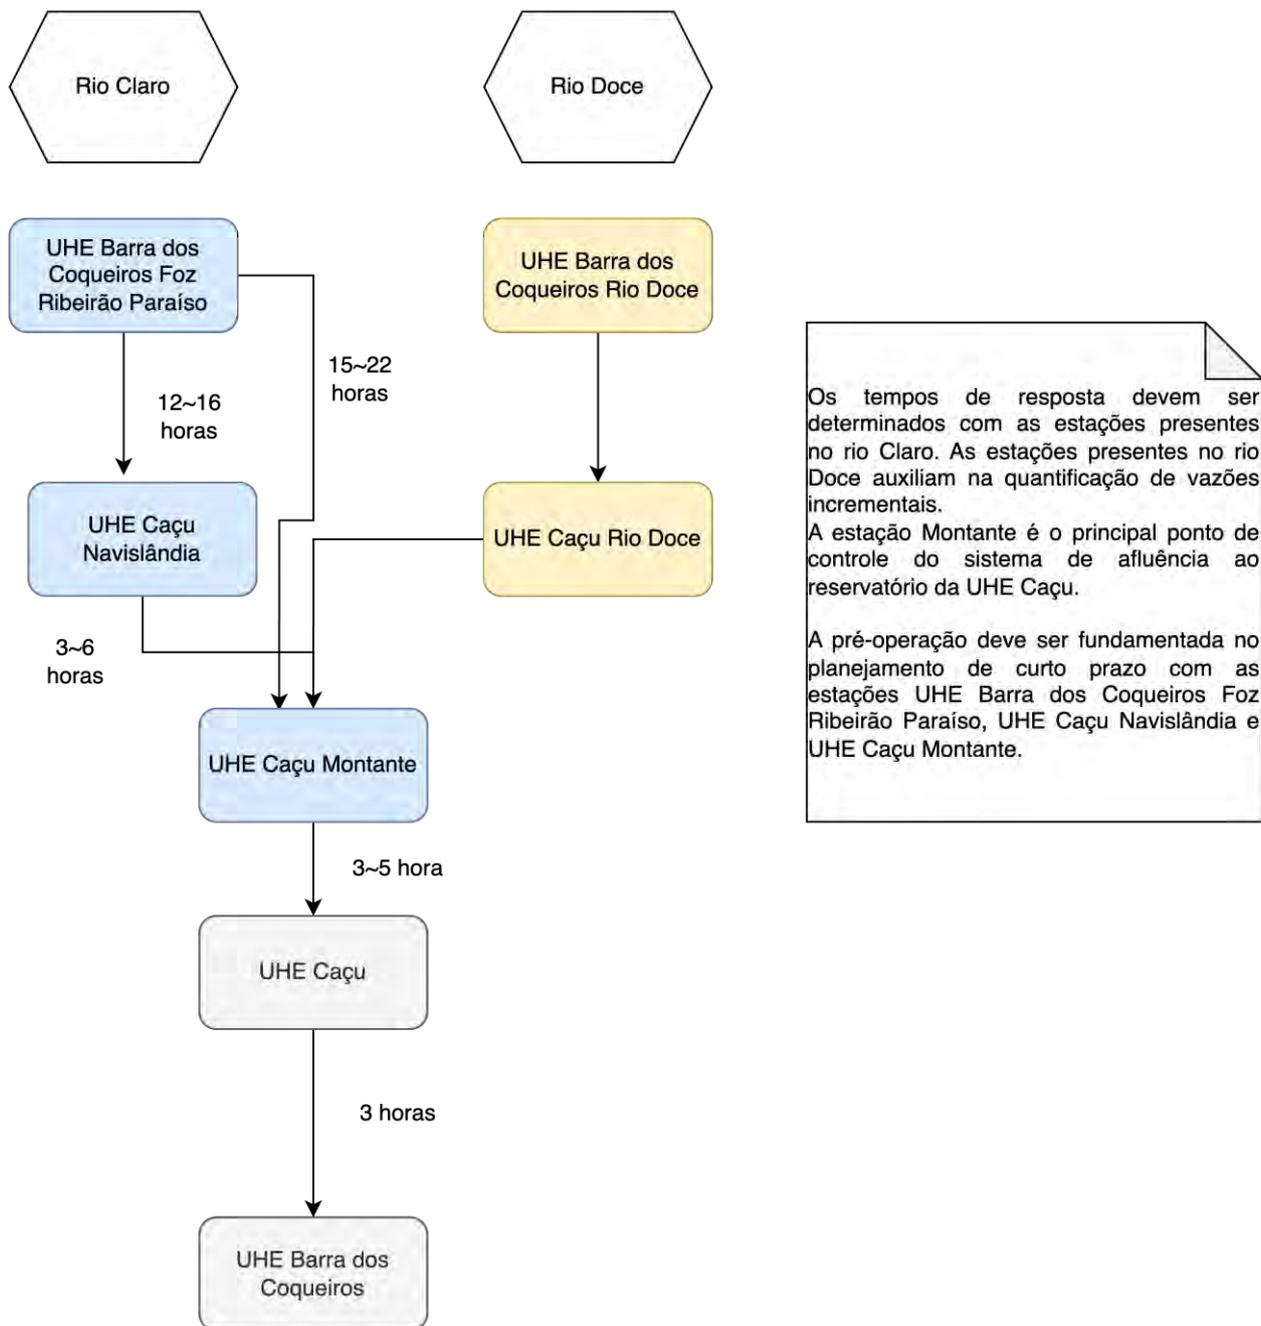 Rio Claro
Rio Doce
UHE Barra dos
Coqueiros Foz
Ribeirão Paraíso
UHE Barra dos
Coqueiros Rio Doce
15~22
horas
12~16
horas
UHE Caçu
Navislândia
UHE Caçu Rio Doce
3~6
horas
UHE Caçu Montante
3~5 hora
UHE Caçu
3 horas
UHE Barra dos
Coqueiros
Os tempos de resposta devem ser
determinados com as estações presentes
no rio Claro. As estações presentes no rio
Doce auxiliam na quantificação de vazões
incrementais.
A estação Montante é o principal ponto de
controle do sistema de afluência ao
reservatório da UHE Caçu.
A pré-operação deve ser fundamentada no
planejamento de curto prazo com as
estações UHE Barra dos Coqueiros Foz
Ribeirão Paraíso, UHE Caçu Navislândia e
UHE Caçu Montante.